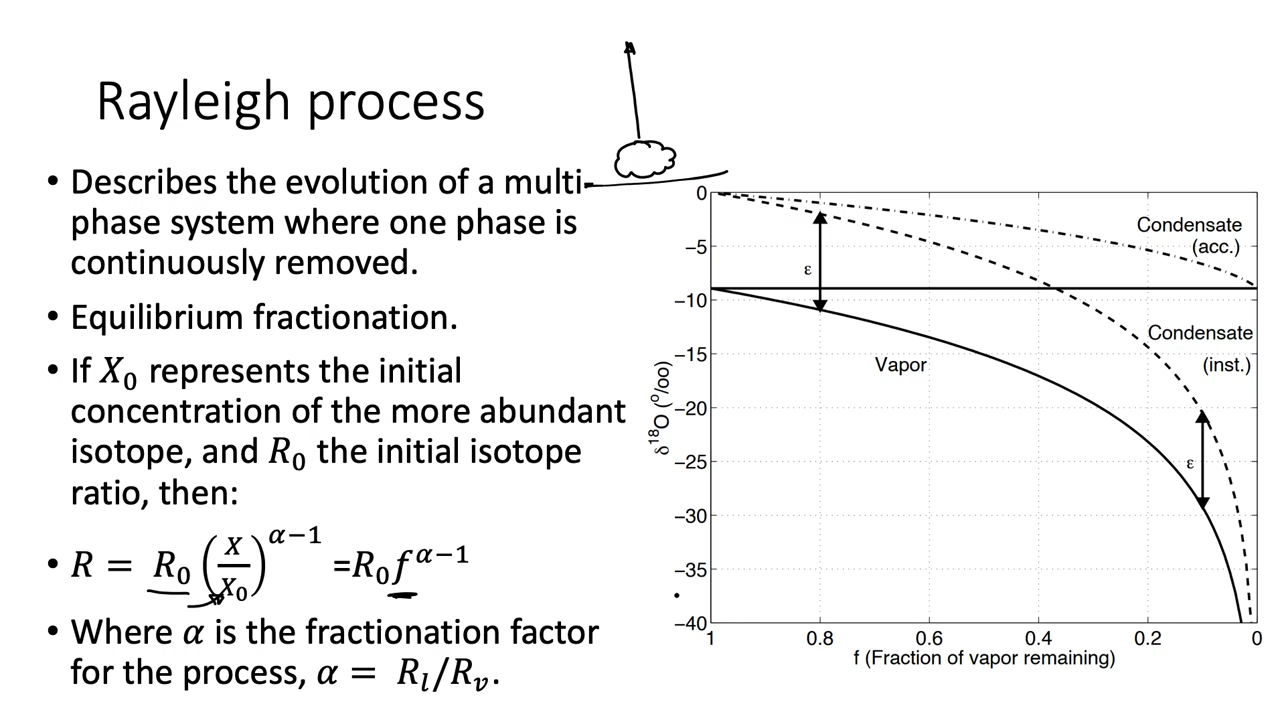 Rayleigh process
• Describes the evolution of a multi-
phase system where one phase is
continuously removed.
• Equilibrium fractionation.
• If X₀ represents the initial
concentration of the more abundant
isotope, and R₀ the initial isotope
ratio, then:
• R = R₀ (X/X₀)^(α−1) =R₀f^(α−1)
• Where α is the fractionation factor
for the process, α = Rₗ/Rᵥ.
δ¹⁸O (⁰/oo)
0
−5
−10
−15
−20
−25
−30
−35
−40
Condensate
(acc.)
ε
Condensate
(inst.)
Vapor
ε
1 0.8 0.6 0.4 0.2 0
f (Fraction of vapor remaining)